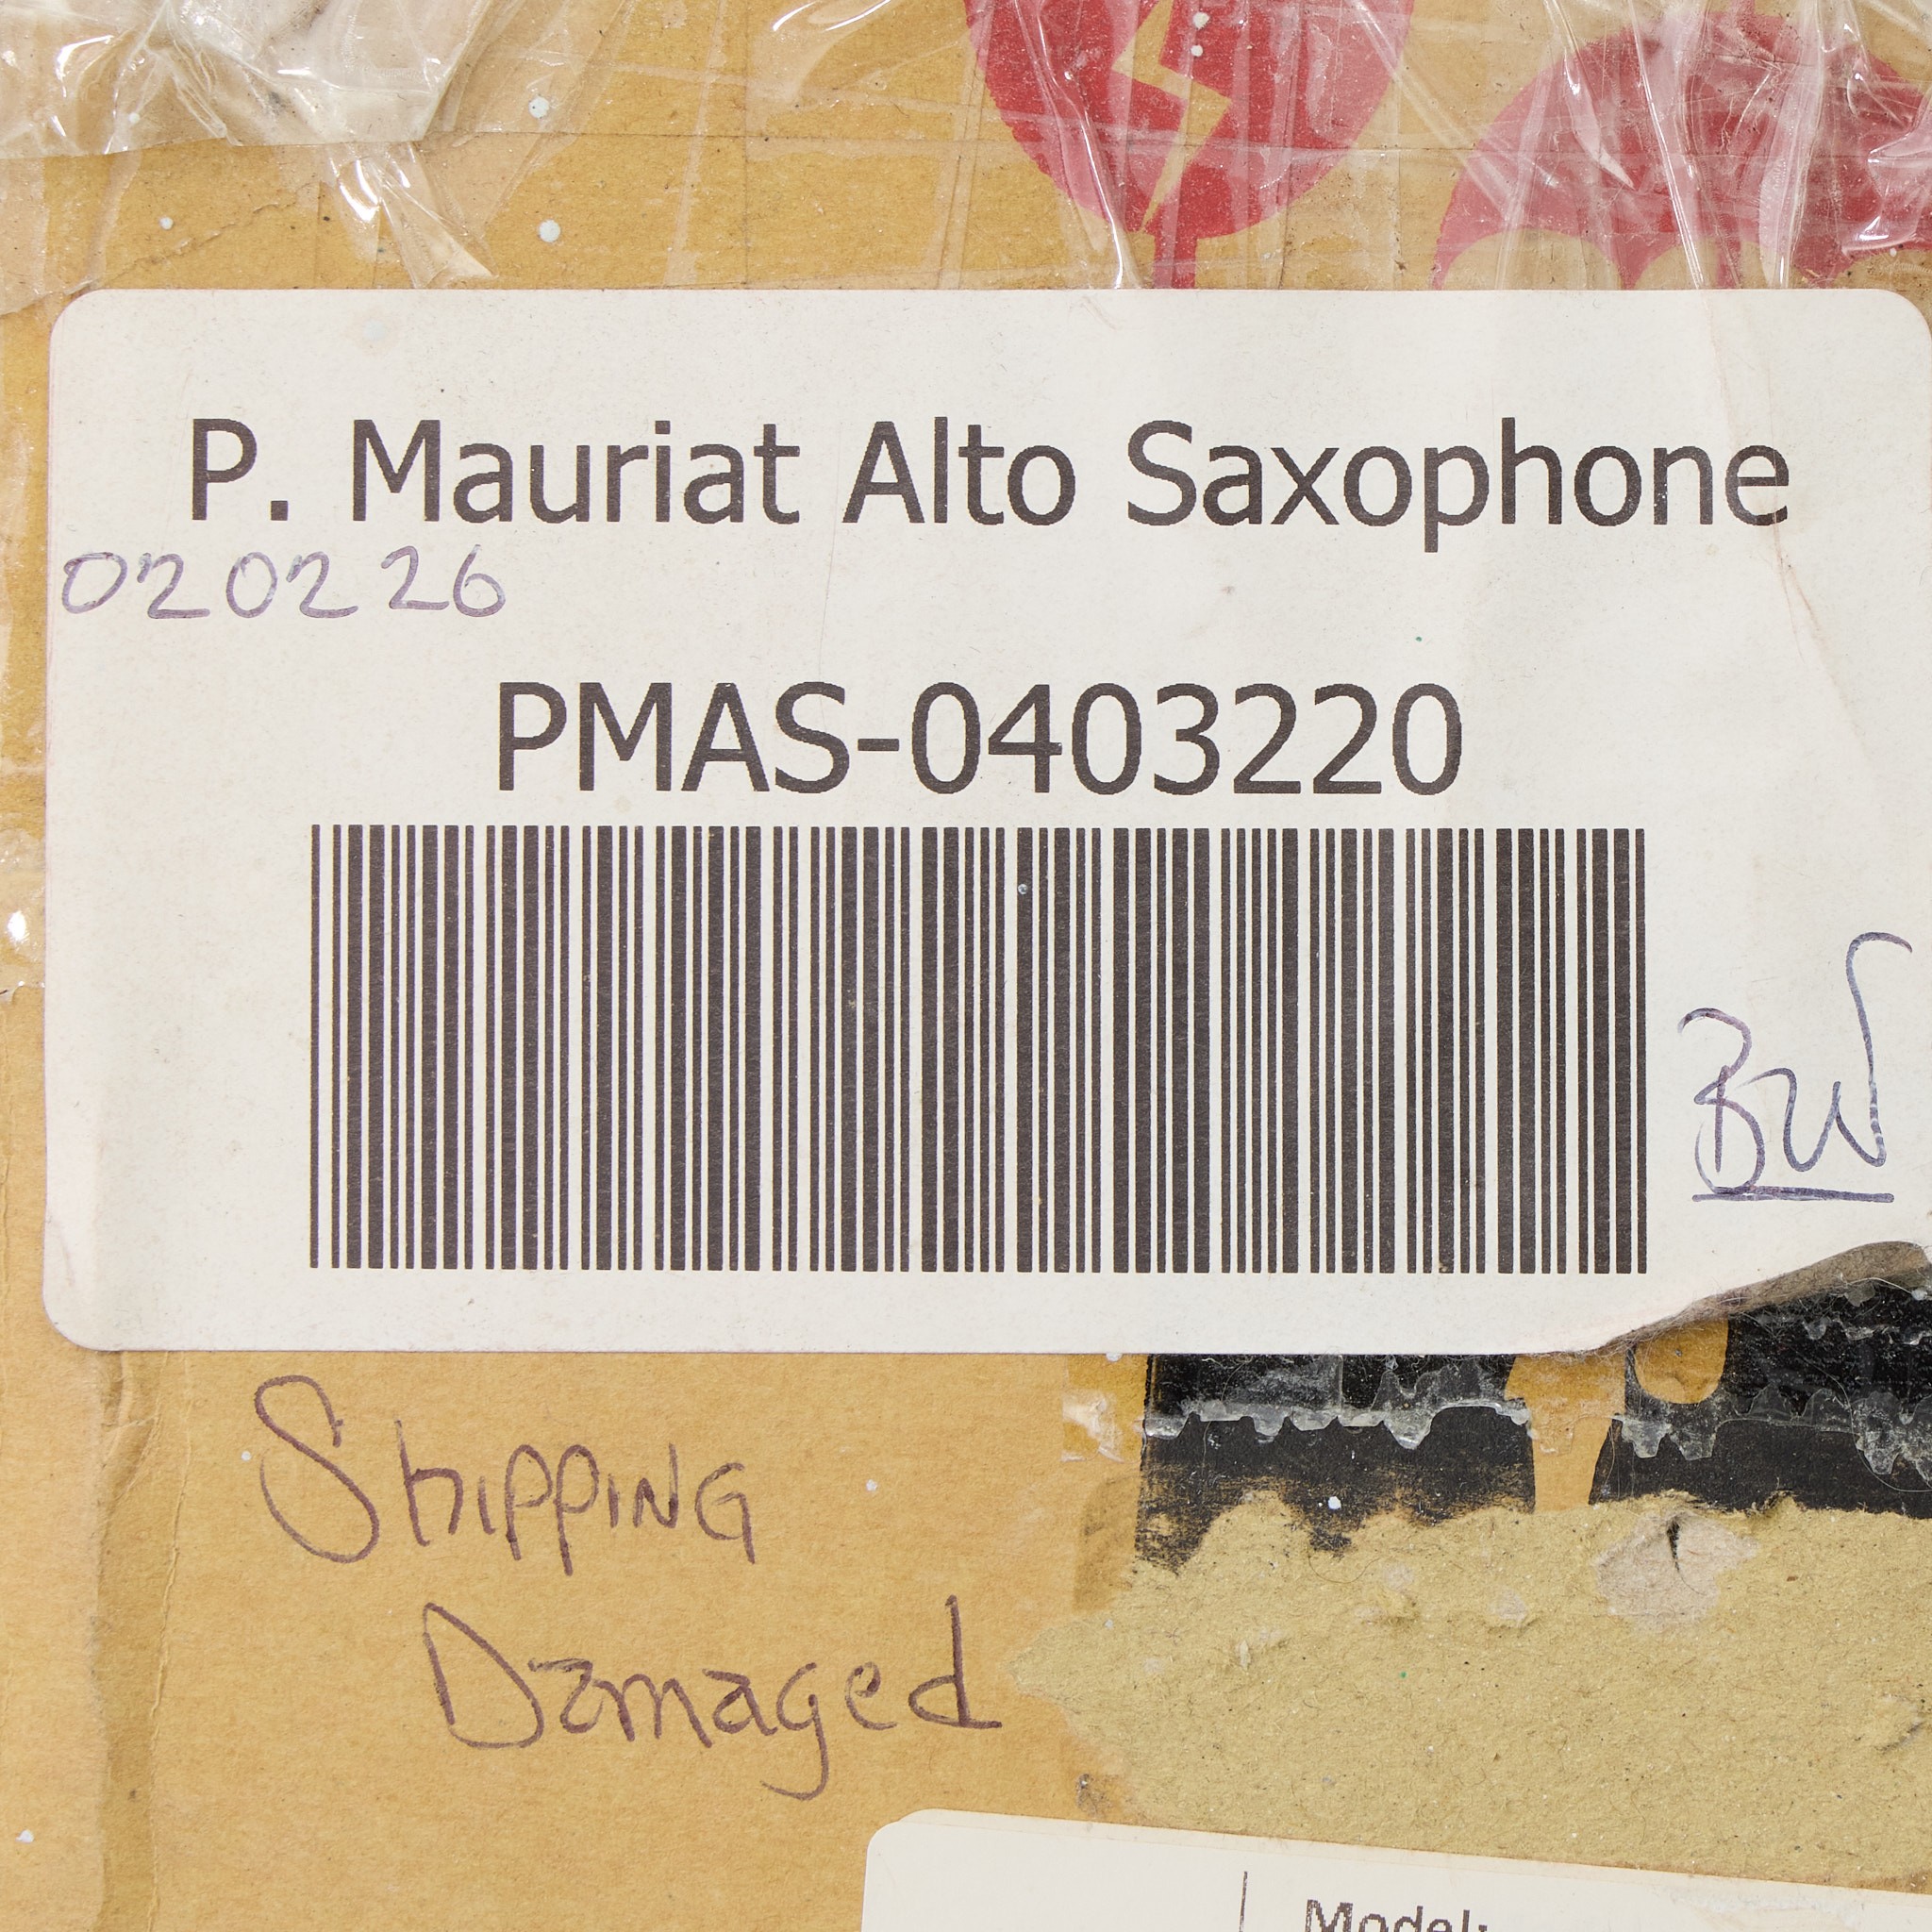 P. Mauriat Alto Saxophone
020226
PMAS-0403220
BW
Shipping
Damaged
Model: